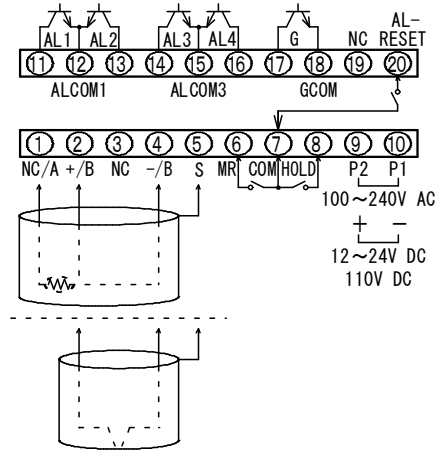 AL-
AL1 AL2 AL3 AL4 G NC RESET
11 12 13 14 15 16 17 18 19 20
ALCOM1 ALCOM3 GCOM
1 2 3 4 5 6 7 8 9 10
NC/A +/B NC -/B S MR COM HOLD P2 P1
100～240V AC
+ -
12～24V DC
110V DC